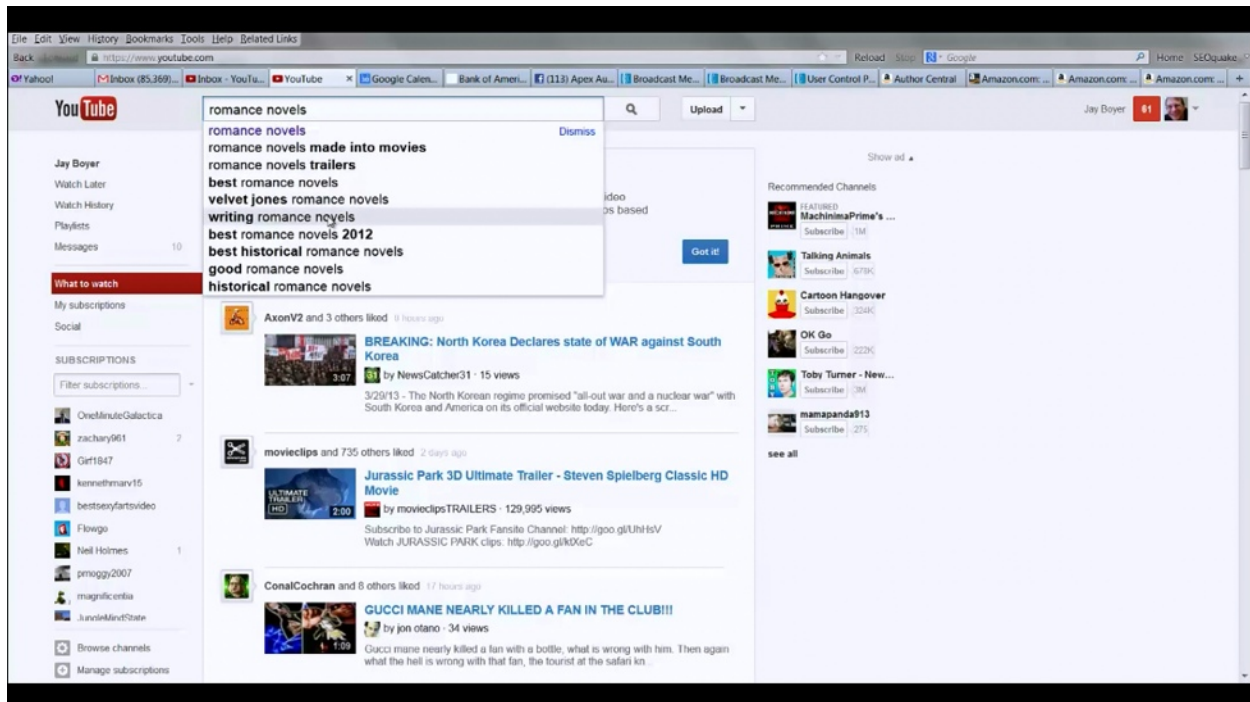 File Edit View History Bookmarks Tools Help Related Links
Back https://www.youtube.com Reload Stop Google Home SEOquake
Yahoo! Inbox (85,369)... Inbox - YouTu... YouTube × Google Calen... Bank of Ameri... (113) Apex Au... Broadcast Me... Broadcast Me... User Control P... Author Central Amazon.com: ... Amazon.com: ... Amazon.com: ... +
YouTube romance novels Upload Jay Boyer 61
romance novels Dismiss
romance novels made into movies
romance novels trailers
best romance novels
velvet jones romance novels
writing romance novels
best romance novels 2012
best historical romance novels
good romance novels
historical romance novels
Jay Boyer
Watch Later
Watch History
Playlists
Messages 10
What to watch
My subscriptions
Social
SUBSCRIPTIONS
Filter subscriptions...
OneMinuteGalactica
zachary961 7
Girf1847
kennethmarv15
bestsexyfartsvideo
Flowgo
Neil Holmes 1
pmoggy2007
magnificentia
JungleMindState
Browse channels
Manage subscriptions
ideo
os based
Got it!
AxonV2 and 3 others liked 9 hours ago
BREAKING: North Korea Declares state of WAR against South
Korea
3:07
by NewsCatcher31 · 15 views
3/29/13 - The North Korean regime promised "all-out war and a nuclear war" with
South Korea and America on its official website today. Here's a scr...
movieclips and 735 others liked 2 days ago
Jurassic Park 3D Ultimate Trailer - Steven Spielberg Classic HD
Movie
ULTIMATE
TRAILER
HD 2:00
by movieclipsTRAILERS · 129,995 views
Subscribe to Jurassic Park Fansite Channel: http://goo.gl/UhHsV
Watch JURASSIC PARK clips: http://goo.gl/ktXeC
ConalCochran and 8 others liked 17 hours ago
GUCCI MANE NEARLY KILLED A FAN IN THE CLUB!!!
1:09
by jon otano · 34 views
Gucci mane nearly killed a fan with a bottle, what is wrong with him. Then again
what the hell is wrong with that fan, the tourist at the safari kn...
Show ad
Recommended Channels
FEATURED
MachinimaPrime's ...
Subscribe 1M
Talking Animals
Subscribe 678K
Cartoon Hangover
Subscribe 324K
OK Go
Subscribe 222K
Toby Turner - New...
Subscribe 3M
mamapanda913
Subscribe 275
see all